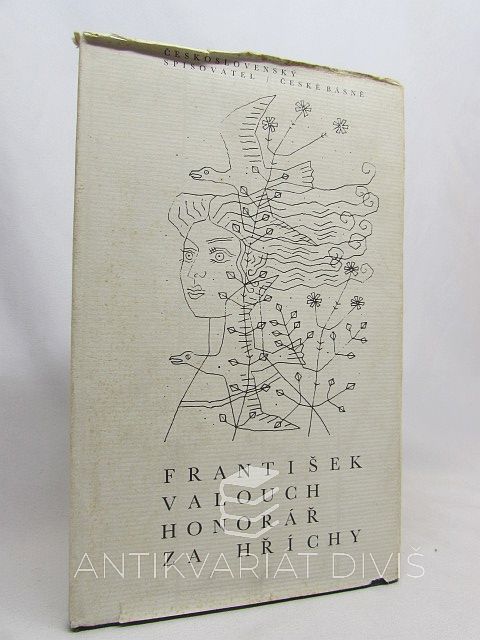 ČESKOSLOVENSKÝ
SPISOVATEL / ČESKÉ BÁSNĚ
FRANTIŠEK
VALOUCH
HONORÁŘ
ZA HŘÍCHY
ANTIKVARIÁT DIVIŠ